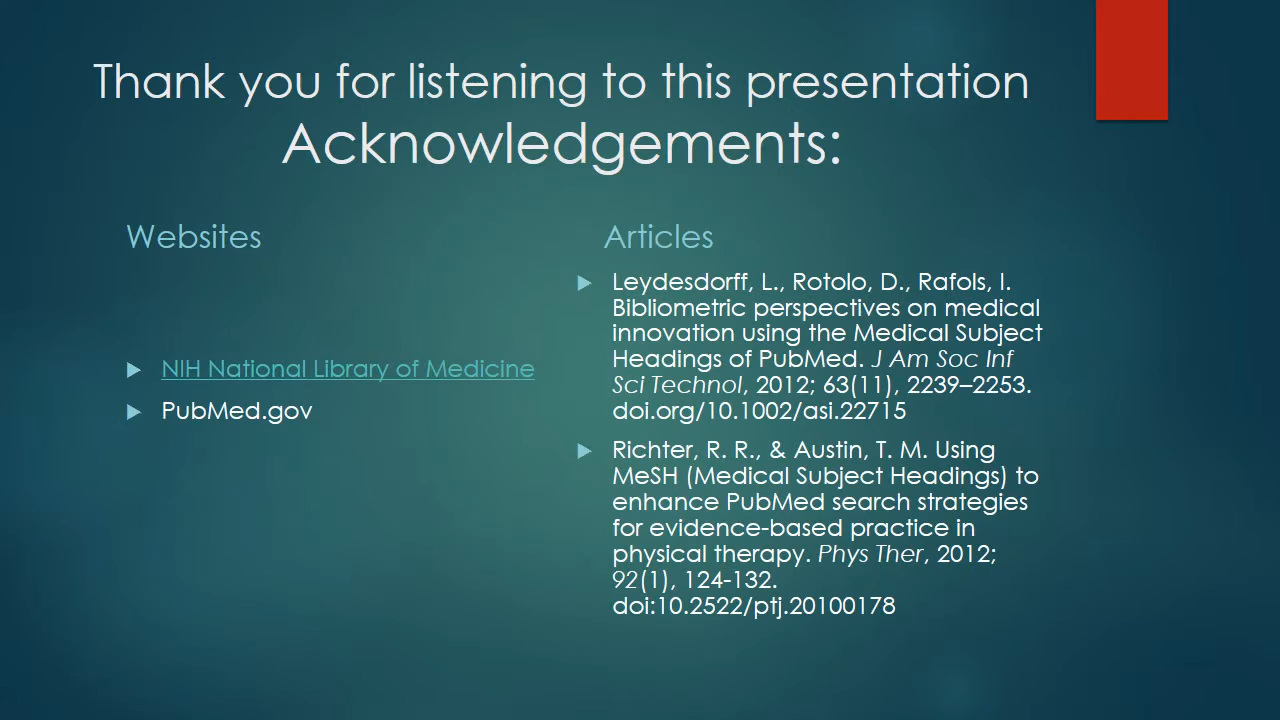 Thank you for listening to this presentation
Acknowledgements:
Websites
NIH National Library of Medicine
PubMed.gov
Articles
Leydesdorff, L., Rotolo, D., Rafols, I.
Bibliometric perspectives on medical
innovation using the Medical Subject
Headings of PubMed. J Am Soc Inf
Sci Technol, 2012; 63(11), 2239–2253.
doi.org/10.1002/asi.22715
Richter, R. R., & Austin, T. M. Using
MeSH (Medical Subject Headings) to
enhance PubMed search strategies
for evidence-based practice in
physical therapy. Phys Ther, 2012;
92(1), 124-132.
doi:10.2522/ptj.20100178